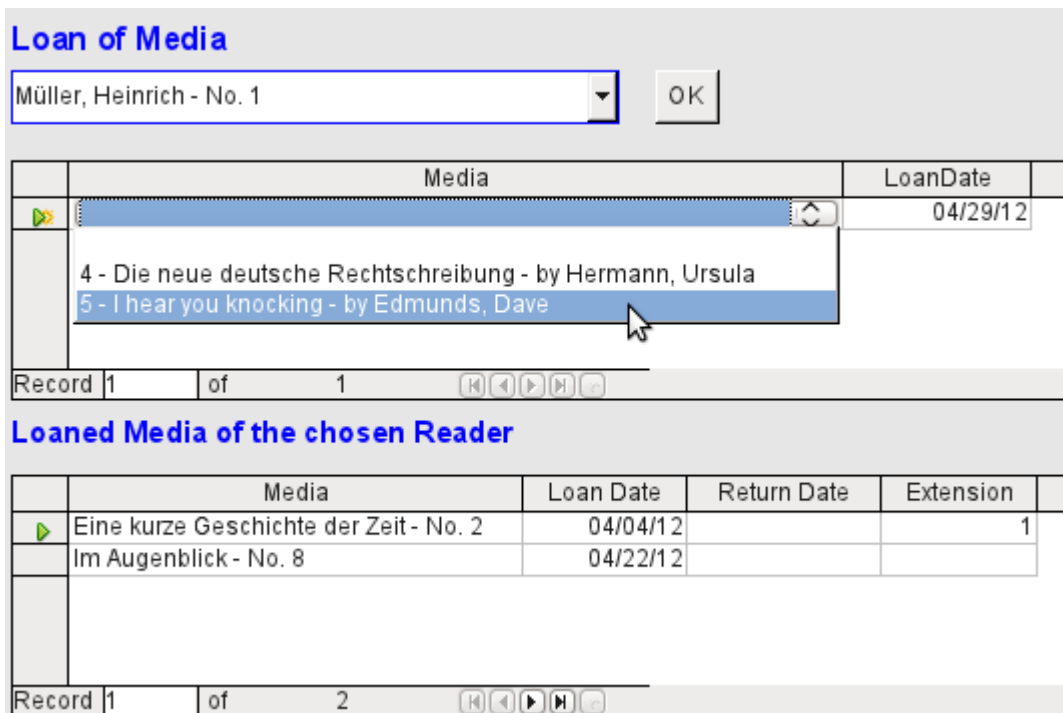 Loan of Media
Müller, Heinrich - No. 1 OK
Media LoanDate
04/29/12
4 - Die neue deutsche Rechtschreibung - by Hermann, Ursula
5 - I hear you knocking - by Edmunds, Dave
Record 1 of 1
Loaned Media of the chosen Reader
Media Loan Date Return Date Extension
Eine kurze Geschichte der Zeit - No. 2 04/04/12 1
Im Augenblick - No. 8 04/22/12
Record 1 of 2